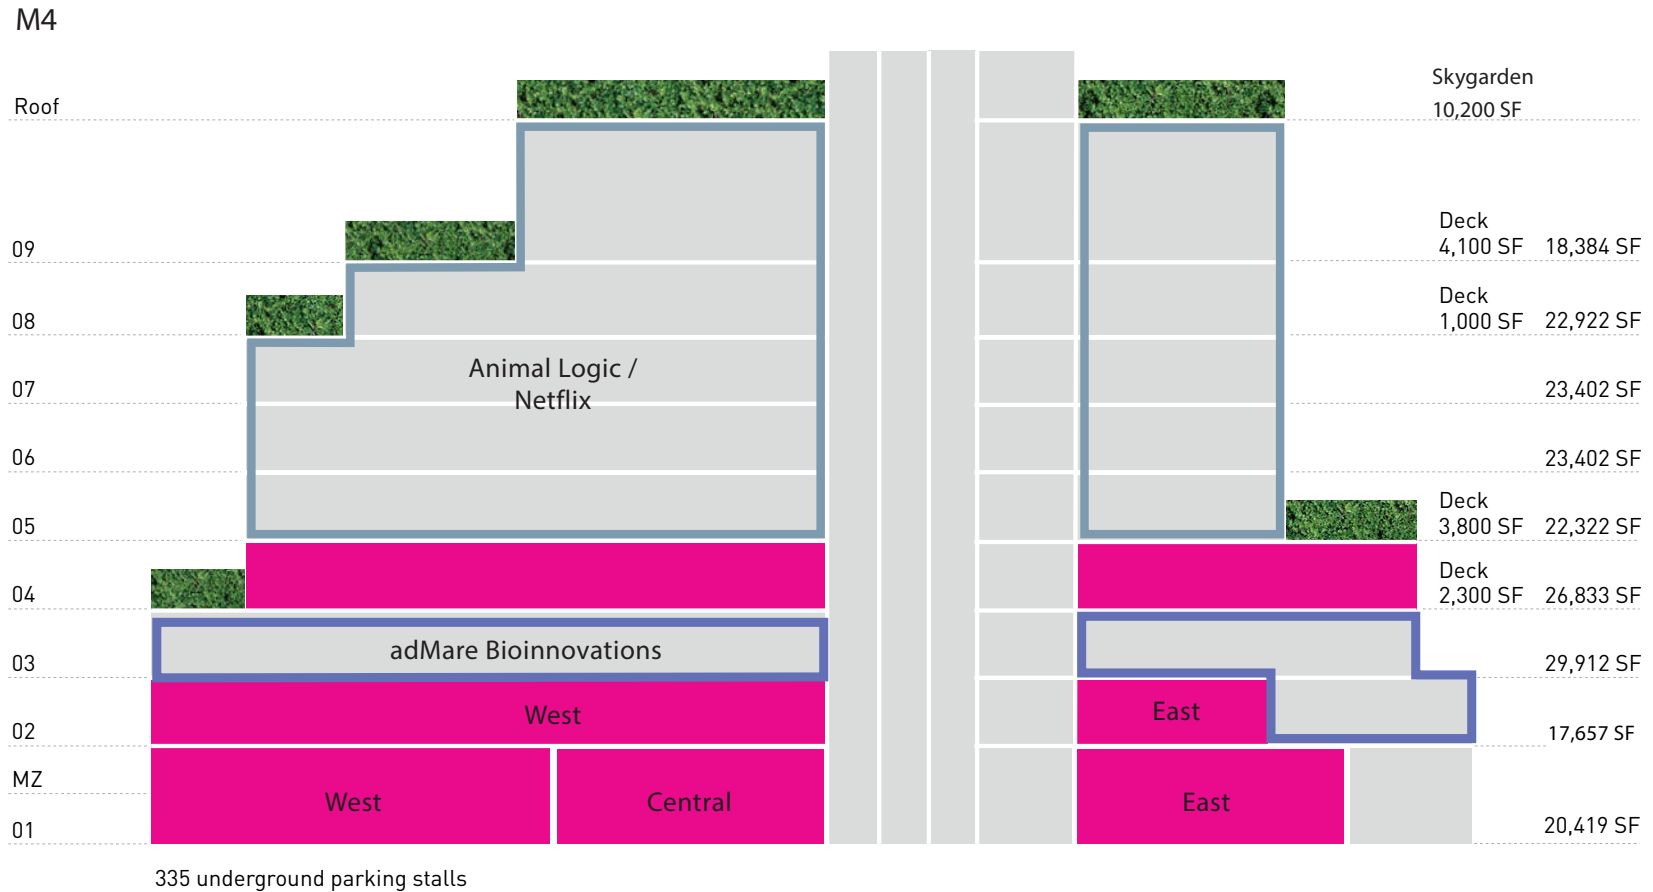 M4
Roof
Skygarden
10,200 SF
09
Deck
4,100 SF 18,384 SF
08
Deck
1,000 SF 22,922 SF
Animal Logic /
Netflix
07
23,402 SF
06
23,402 SF
05
Deck
3,800 SF 22,322 SF
04
Deck
2,300 SF 26,833 SF
adMare Bioinnovations
03
29,912 SF
West
East
02
17,657 SF
MZ
West
Central
East
01
20,419 SF
335 underground parking stalls